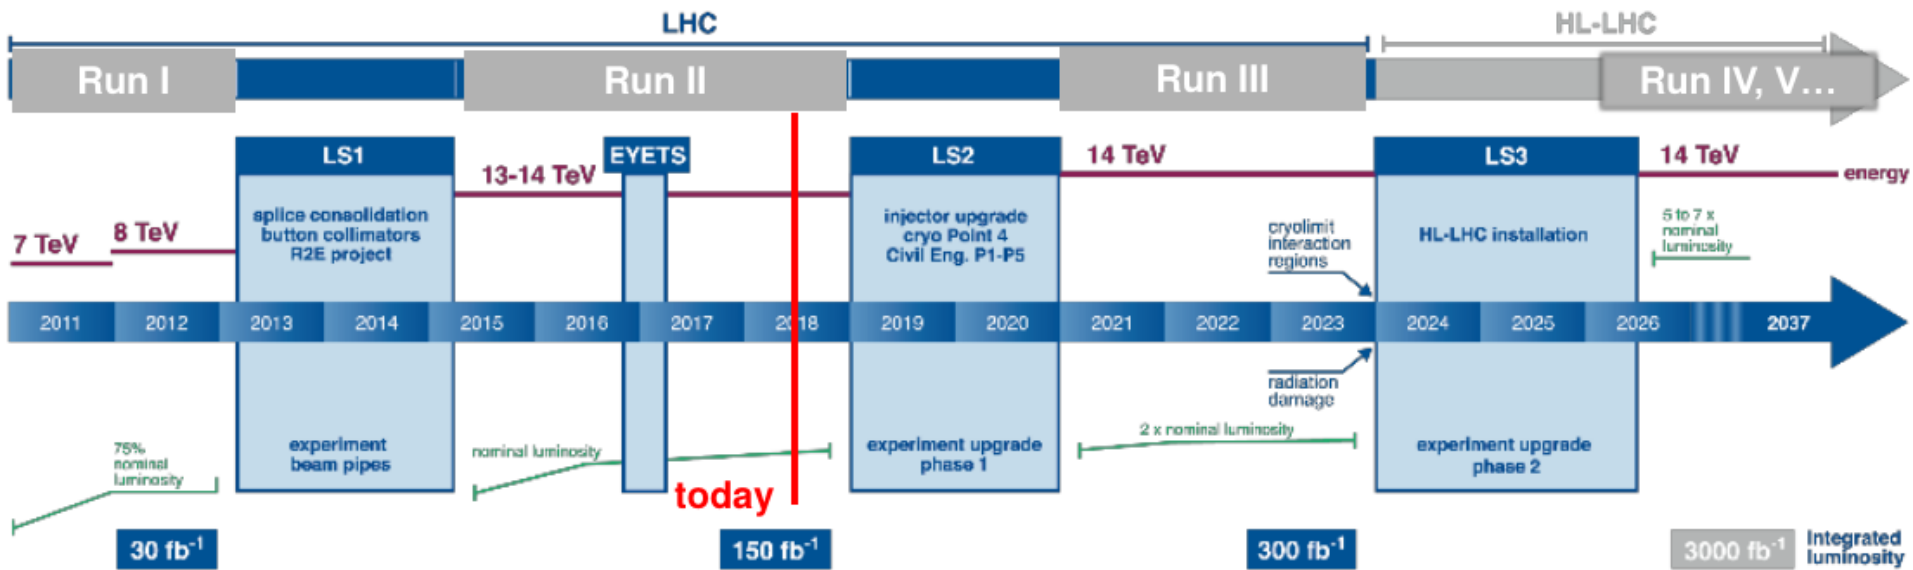 LHC
HL-LHC
Run I
Run II
Run III
Run IV, V...
LS1
EYETS
LS2
14 TeV
LS3
14 TeV
energy
13-14 TeV
7 TeV
8 TeV
splice consolidation
button collimators
R2E project
injector upgrade
cryo Point 4
Civil Eng. P1-P5
cryolimit
interaction
regions
HL-LHC installation
5 to 7 x
nominal
luminosity
2011
2012
2013
2014
2015
2016
2017
2018
2019
2020
2021
2022
2023
2024
2025
2026
2037
radiation
damage
75%
nominal
luminosity
experiment
beam pipes
nominal luminosity
experiment upgrade
phase 1
2 x nominal luminosity
experiment upgrade
phase 2
today
30 fb⁻¹
150 fb⁻¹
300 fb⁻¹
3000 fb⁻¹
Integrated
luminosity